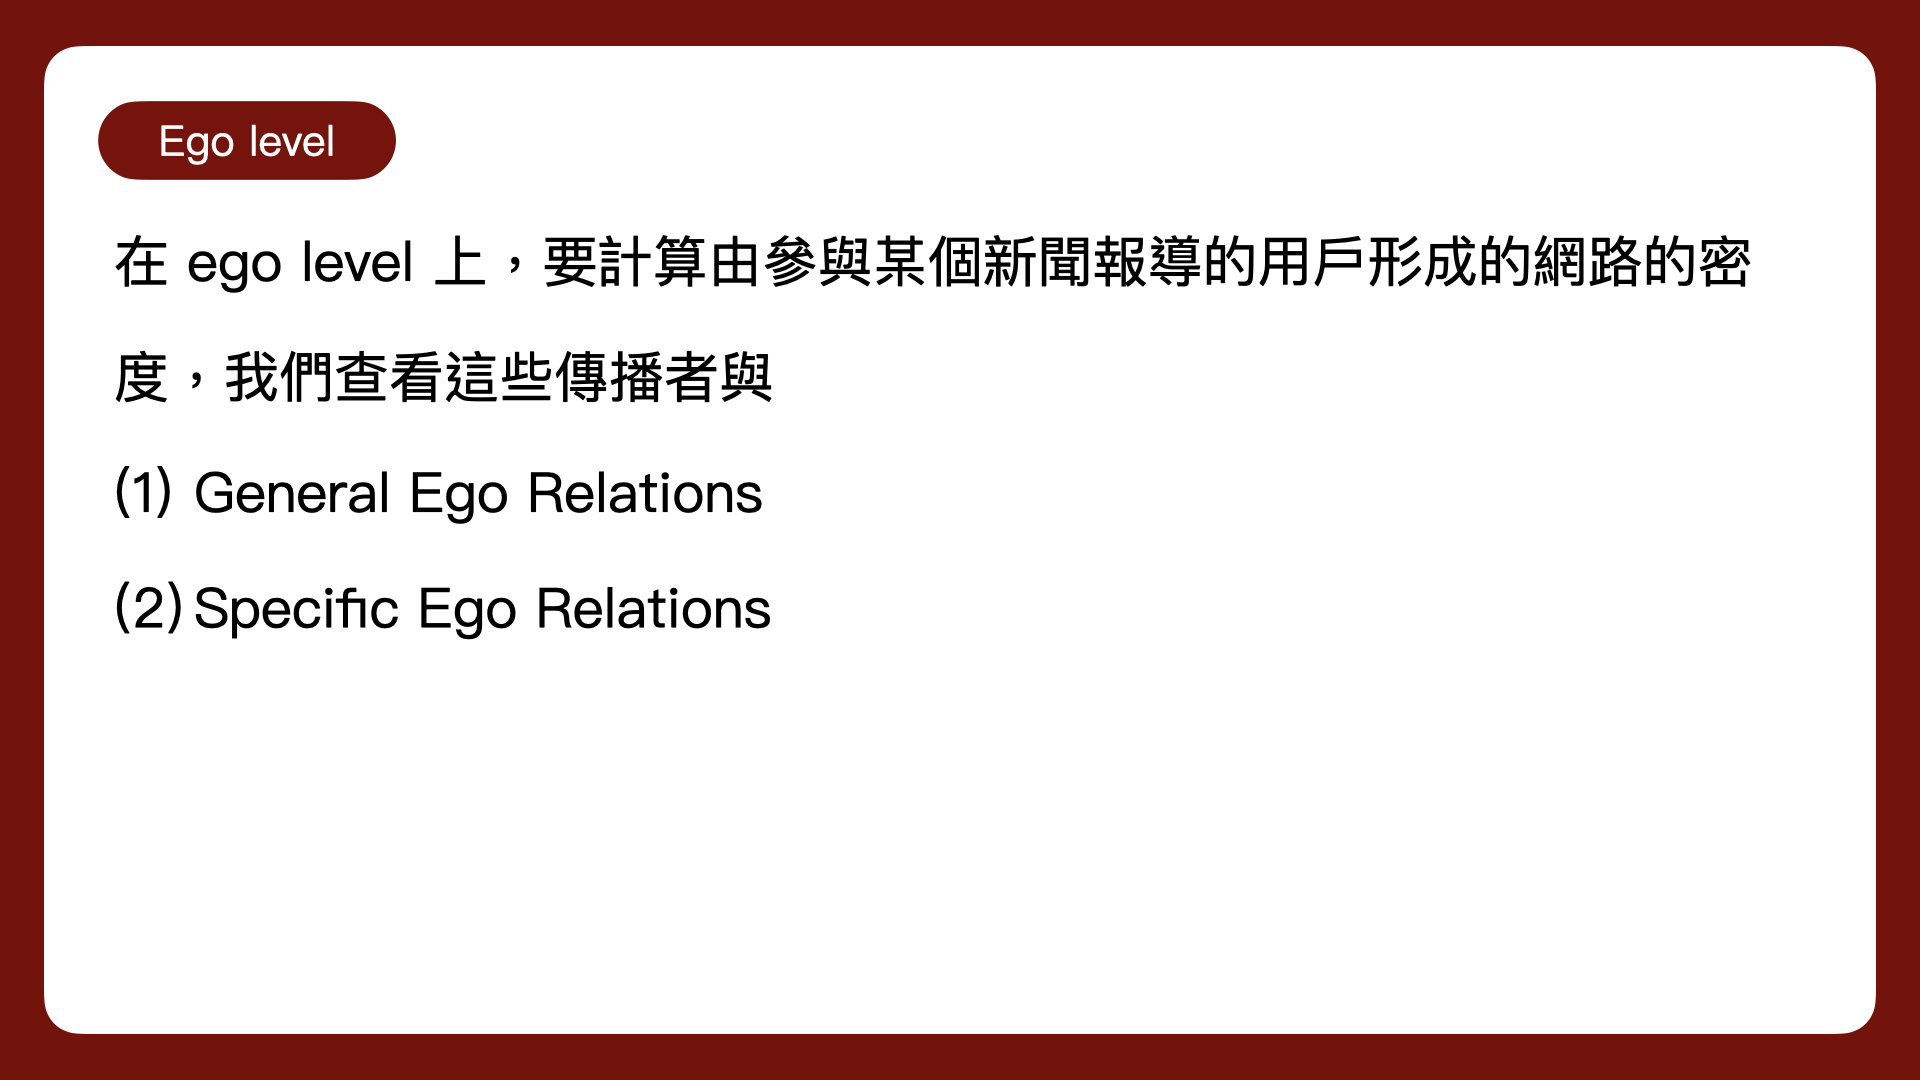 Ego level
在 ego level 上，要計算由參與某個新聞報導的用戶形成的網路的密
度，我們查看這些傳播者與
(1) General Ego Relations
(2) Specific Ego Relations